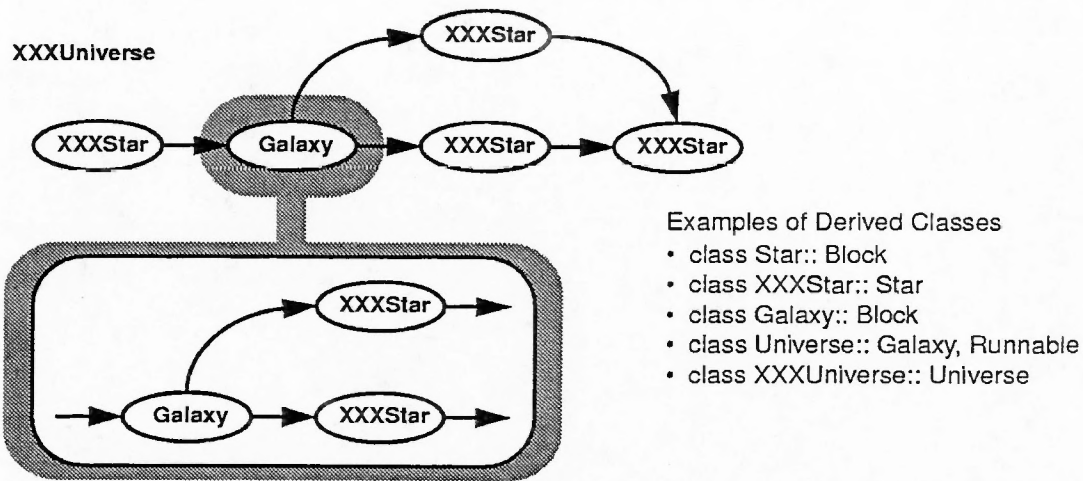 XXXUniverse
XXXStar
XXXStar
Galaxy
XXXStar
XXXStar
XXXStar
Galaxy
XXXStar
Examples of Derived Classes
• class Star:: Block
• class XXXStar:: Star
• class Galaxy:: Block
• class Universe:: Galaxy, Runnable
• class XXXUniverse:: Universe